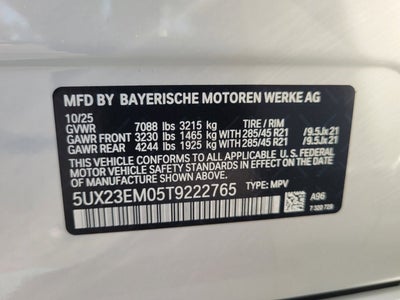 MFD BY BAYERISCHE MOTOREN WERKE AG
10/25
GVWR 7088 lbs 3215 kg TIRE / RIM
GAWR FRONT 3230 lbs 1465 kg WITH 285/45 R21 / 9.5Jx21
GAWR REAR 4244 lbs 1925 kg WITH 285/45 R21 / 9.5Jx21
THIS VEHICLE CONFORMS TO ALL APPLICABLE U.S. FEDERAL
MOTOR VEHICLE SAFETY STANDARDS IN EFFECT ON THE
DATE OF MANUFACTURE SHOWN ABOVE.
5UX23EM05T9222765 TYPE: MPV A96